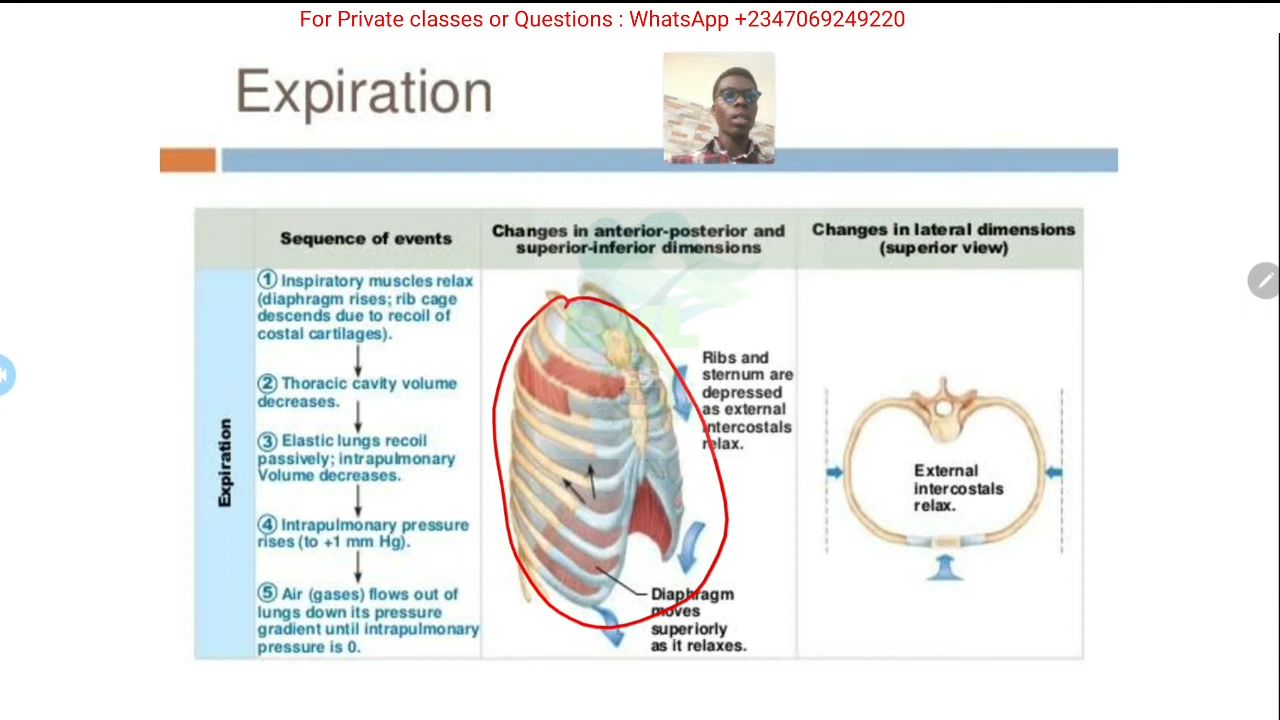 For Private classes or Questions : WhatsApp +2347069249220
Expiration
Sequence of events
Changes in anterior-posterior and
superior-inferior dimensions
Changes in lateral dimensions
(superior view)
Expiration
① Inspiratory muscles relax
(diaphragm rises; rib cage
descends due to recoil of
costal cartilages).
② Thoracic cavity volume
decreases.
③ Elastic lungs recoil
passively; intrapulmonary
Volume decreases.
④ Intrapulmonary pressure
rises (to +1 mm Hg).
⑤ Air (gases) flows out of
lungs down its pressure
gradient until intrapulmonary
pressure is 0.
Ribs and
sternum are
depressed
as external
intercostals
relax.
Diaphragm
moves
superiorly
as it relaxes.
External
intercostals
relax.